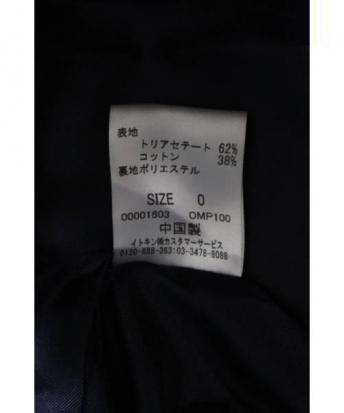 表地
トリアセテート 62%
コットン 38%
裏地ポリエステル
SIZE 0
00001603 OMP100
中国製
イトキン㈱カスタマーサービス
0120-888-363:03-3478-8088